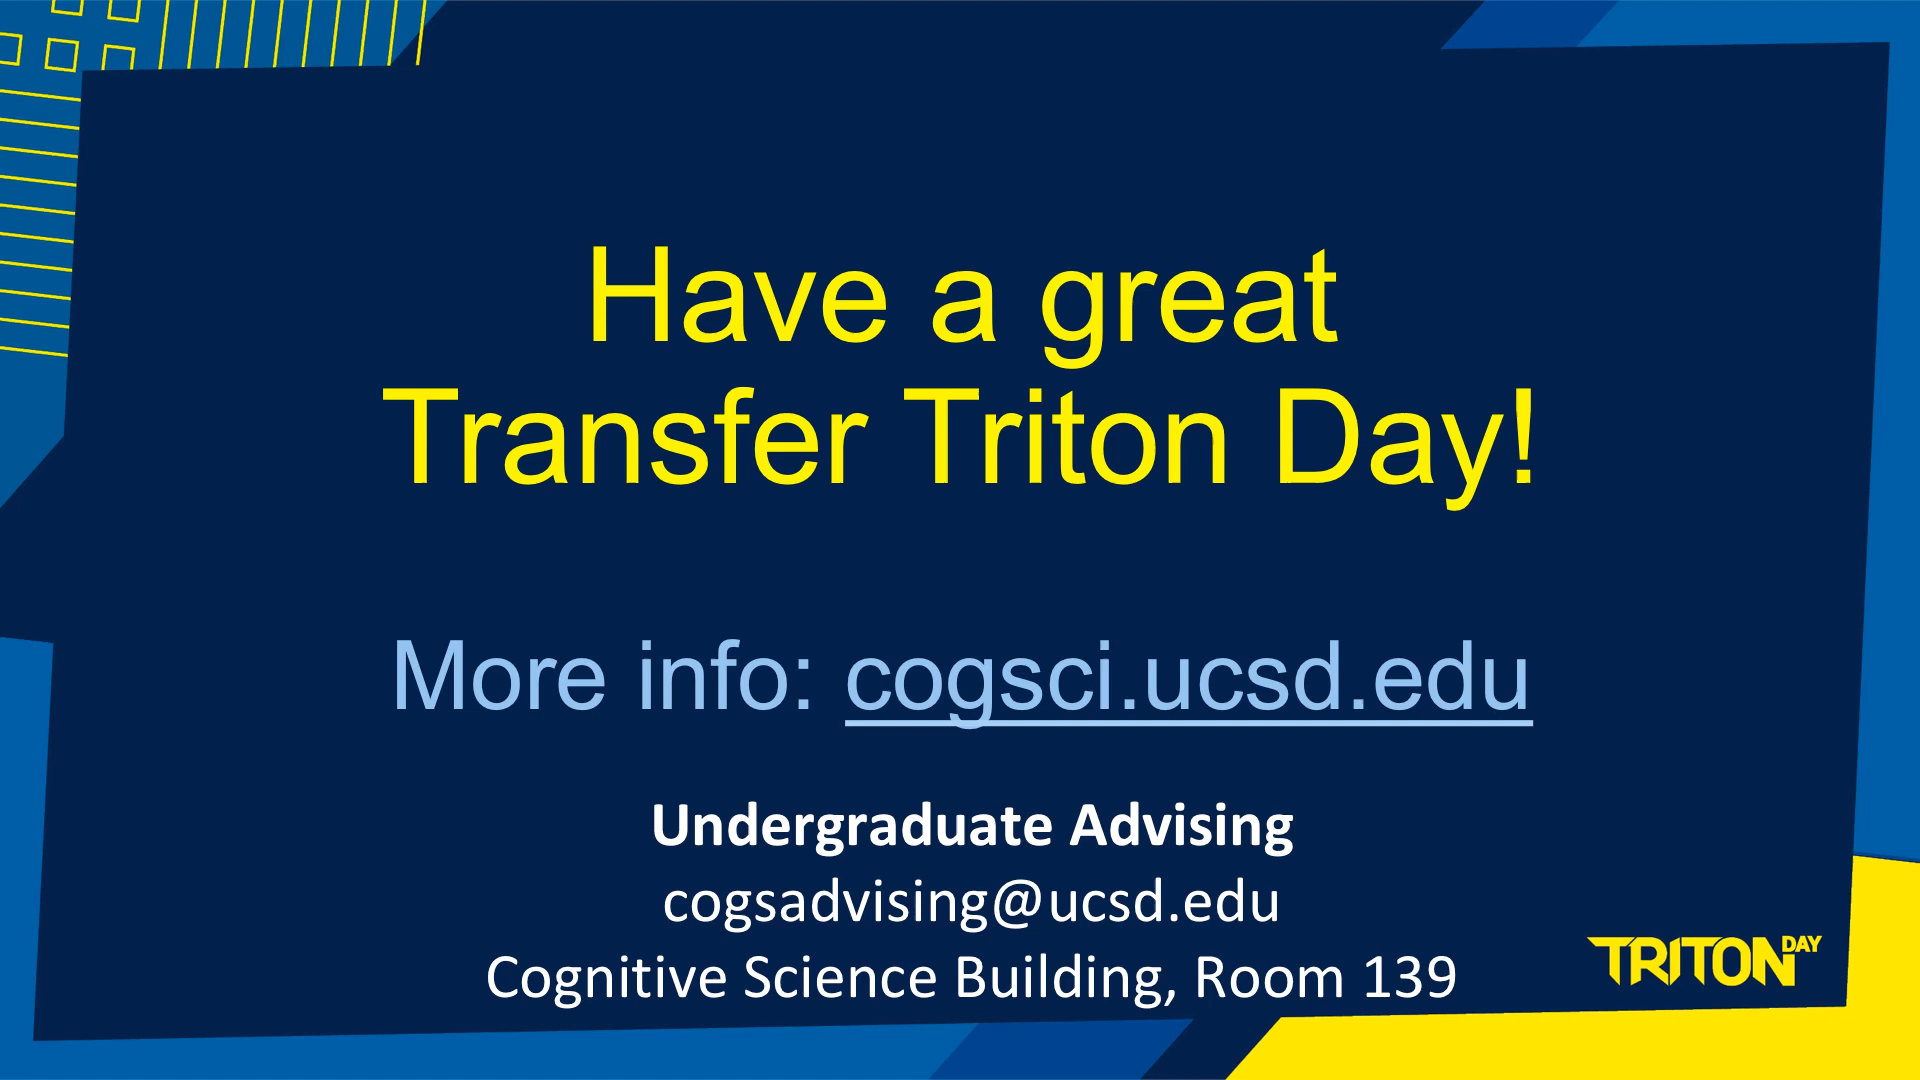 Have a great
Transfer Triton Day!
More info: cogsci.ucsd.edu
Undergraduate Advising
cogsadvising@ucsd.edu
Cognitive Science Building, Room 139
TRITON DAY